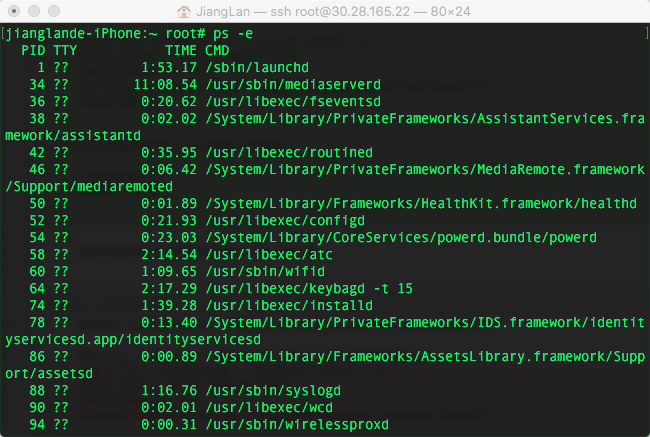 JiangLan — ssh root@30.28.165.22 — 80×24
[jianglande-iPhone:~ root# ps -e ]
PID TTY TIME CMD
1 ?? 1:53.17 /sbin/launchd
34 ?? 11:08.54 /usr/sbin/mediaserverd
36 ?? 0:20.62 /usr/libexec/fseventsd
38 ?? 0:02.02 /System/Library/PrivateFrameworks/AssistantServices.fra
mework/assistantd
42 ?? 0:35.95 /usr/libexec/routined
46 ?? 0:06.42 /System/Library/PrivateFrameworks/MediaRemote.framework
/Support/mediaremoted
50 ?? 0:01.89 /System/Library/Frameworks/HealthKit.framework/healthd
52 ?? 0:21.93 /usr/libexec/configd
54 ?? 0:23.03 /System/Library/CoreServices/powerd.bundle/powerd
58 ?? 2:14.54 /usr/libexec/atc
60 ?? 1:09.65 /usr/sbin/wifid
64 ?? 2:17.29 /usr/libexec/keybagd -t 15
74 ?? 1:39.28 /usr/libexec/installd
78 ?? 0:13.40 /System/Library/PrivateFrameworks/IDS.framework/identit
yservicesd.app/identityservicesd
86 ?? 0:00.89 /System/Library/Frameworks/AssetsLibrary.framework/Supp
ort/assetsd
88 ?? 1:16.76 /usr/sbin/syslogd
90 ?? 0:02.01 /usr/libexec/wcd
94 ?? 0:00.31 /usr/sbin/wirelessproxd